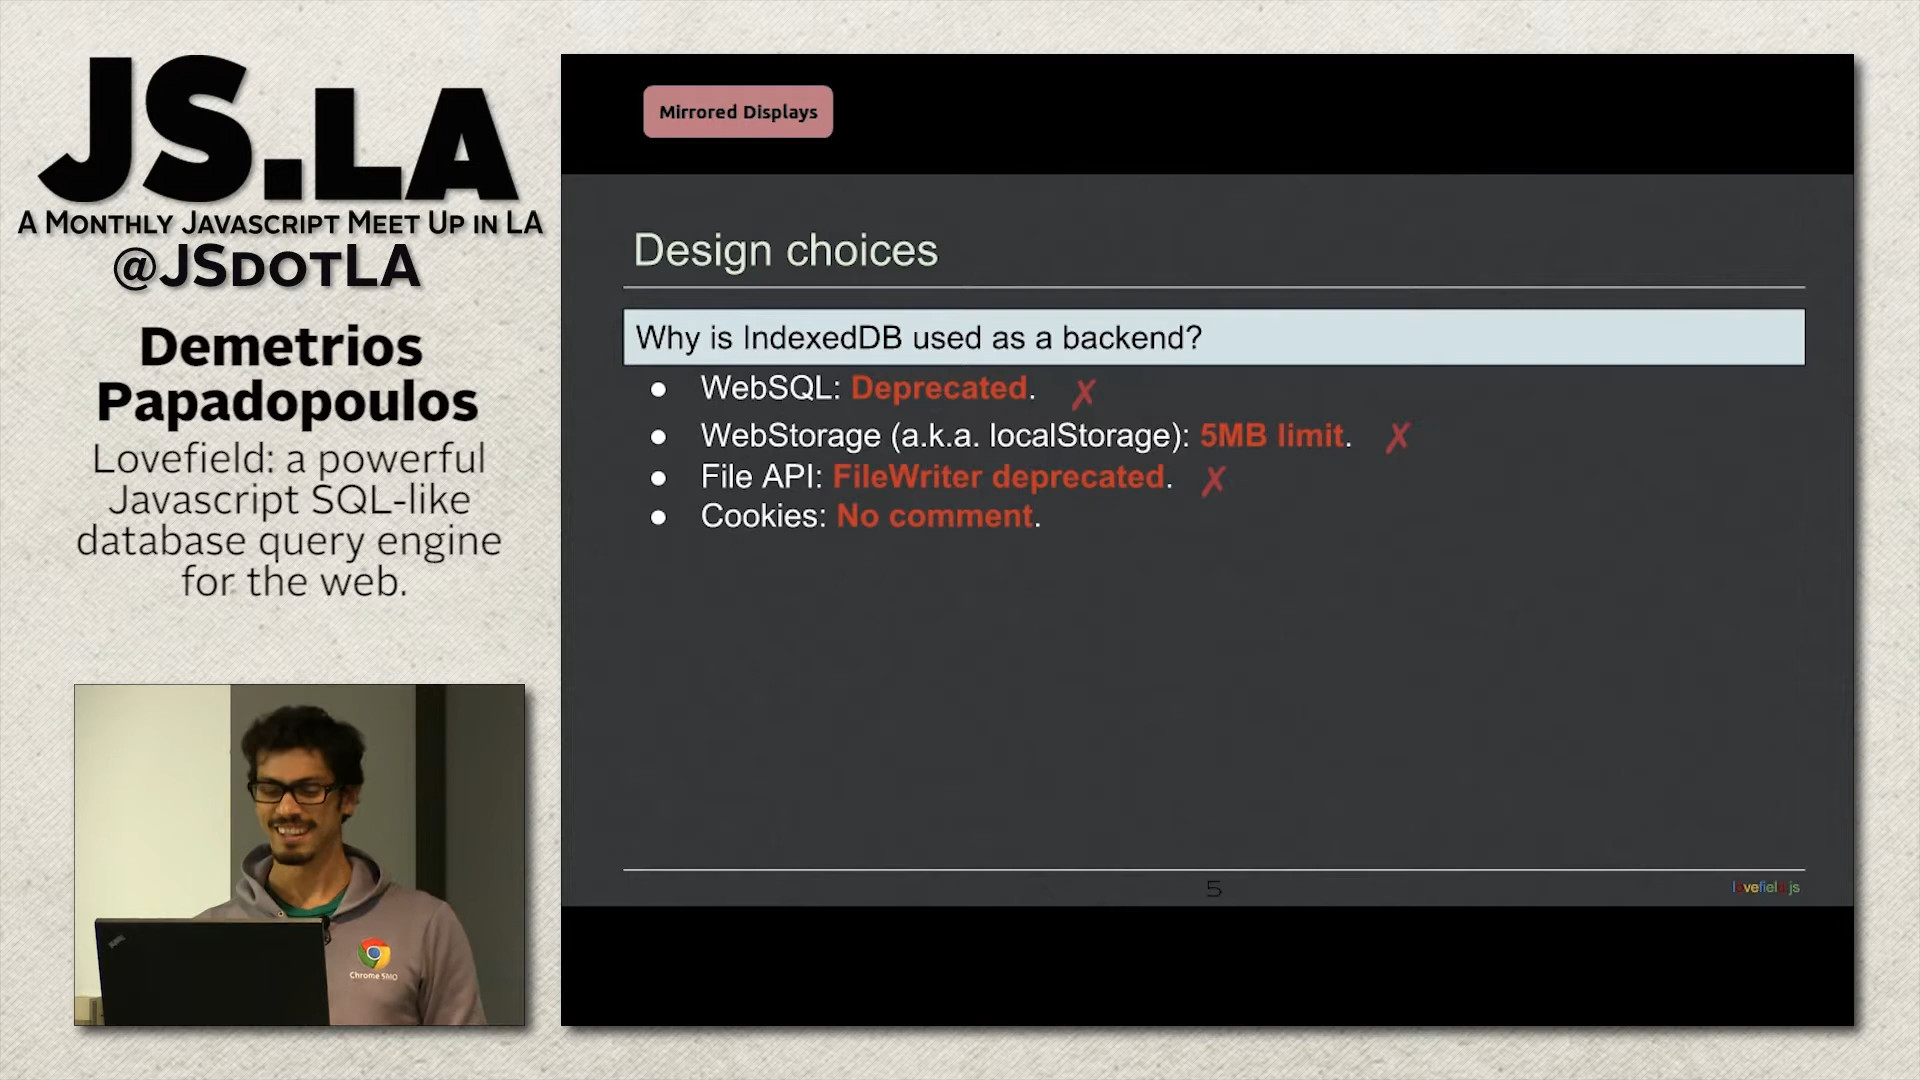 JS.LA
A MONTHLY JAVASCRIPT MEET UP IN LA
@JSDOTLA
Demetrios
Papadopoulos
Lovefield: a powerful
Javascript SQL-like
database query engine
for the web.
Mirrored Displays
Design choices
Why is IndexedDB used as a backend?
● WebSQL: Deprecated. ✗
● WebStorage (a.k.a. localStorage): 5MB limit. ✗
● File API: FileWriter deprecated. ✗
● Cookies: No comment.
5
lovefield.js
Chrome